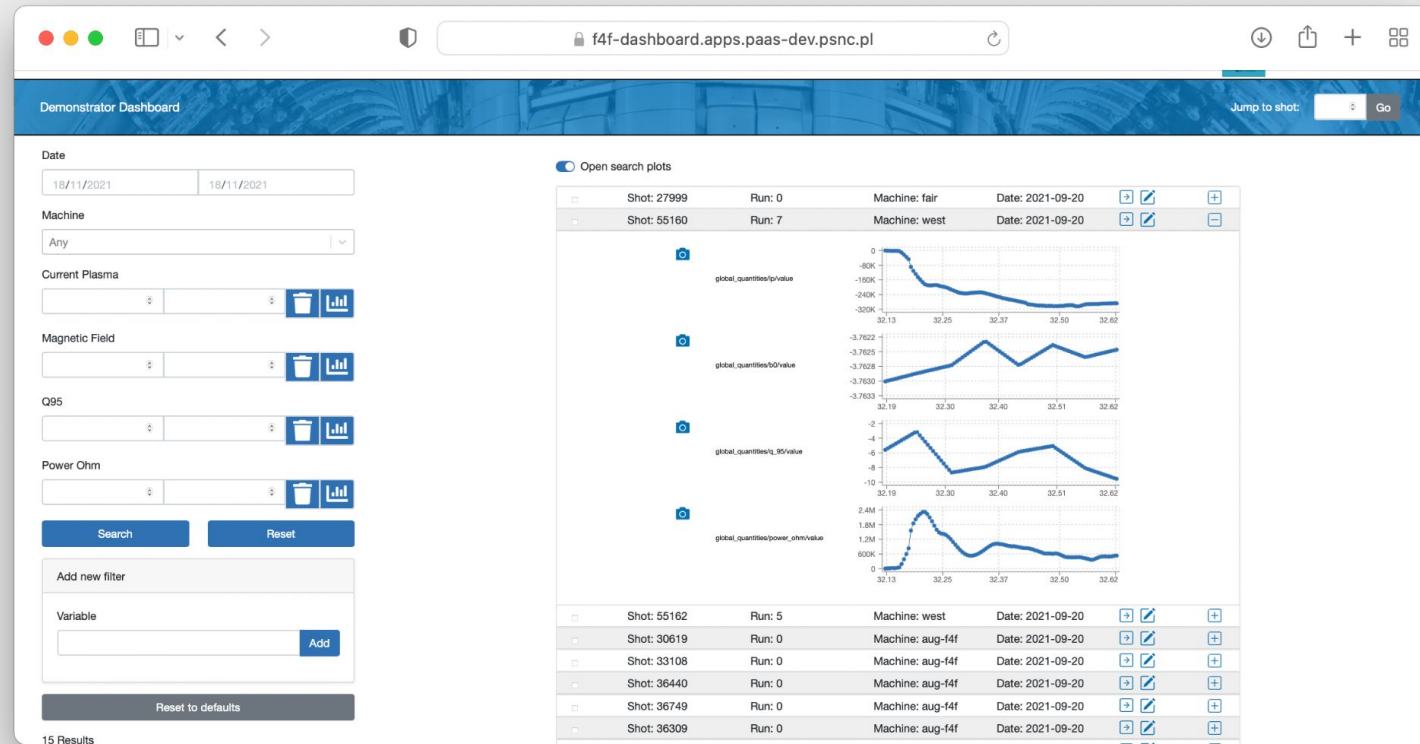 f4f-dashboard.apps.paas-dev.psnc.pl
Demonstrator Dashboard
Jump to shot:
Go
Date
18/11/2021
18/11/2021
Machine
Any
Current Plasma
Magnetic Field
Q95
Power Ohm
Search
Reset
Add new filter
Variable
Add
Reset to defaults
15 Results
Open search plots
Shot: 27999 Run: 0 Machine: fair Date: 2021-09-20
Shot: 55160 Run: 7 Machine: west Date: 2021-09-20
global_quantities/ip/value
0
-80K
-160K
-240K
-320K
32.13 32.25 32.37 32.50 32.62
global_quantities/b0/value
-3.7622
-3.7625
-3.7628
-3.7630
-3.7633
32.19 32.30 32.40 32.51 32.62
global_quantities/q_95/value
-2
-4
-6
-8
-10
32.19 32.30 32.40 32.51 32.62
global_quantities/power_ohm/value
2.4M
1.8M
1.2M
600K
0
32.13 32.25 32.37 32.50 32.62
Shot: 55162 Run: 5 Machine: west Date: 2021-09-20
Shot: 30619 Run: 0 Machine: aug-f4f Date: 2021-09-20
Shot: 33108 Run: 0 Machine: aug-f4f Date: 2021-09-20
Shot: 36440 Run: 0 Machine: aug-f4f Date: 2021-09-20
Shot: 36749 Run: 0 Machine: aug-f4f Date: 2021-09-20
Shot: 36309 Run: 0 Machine: aug-f4f Date: 2021-09-20